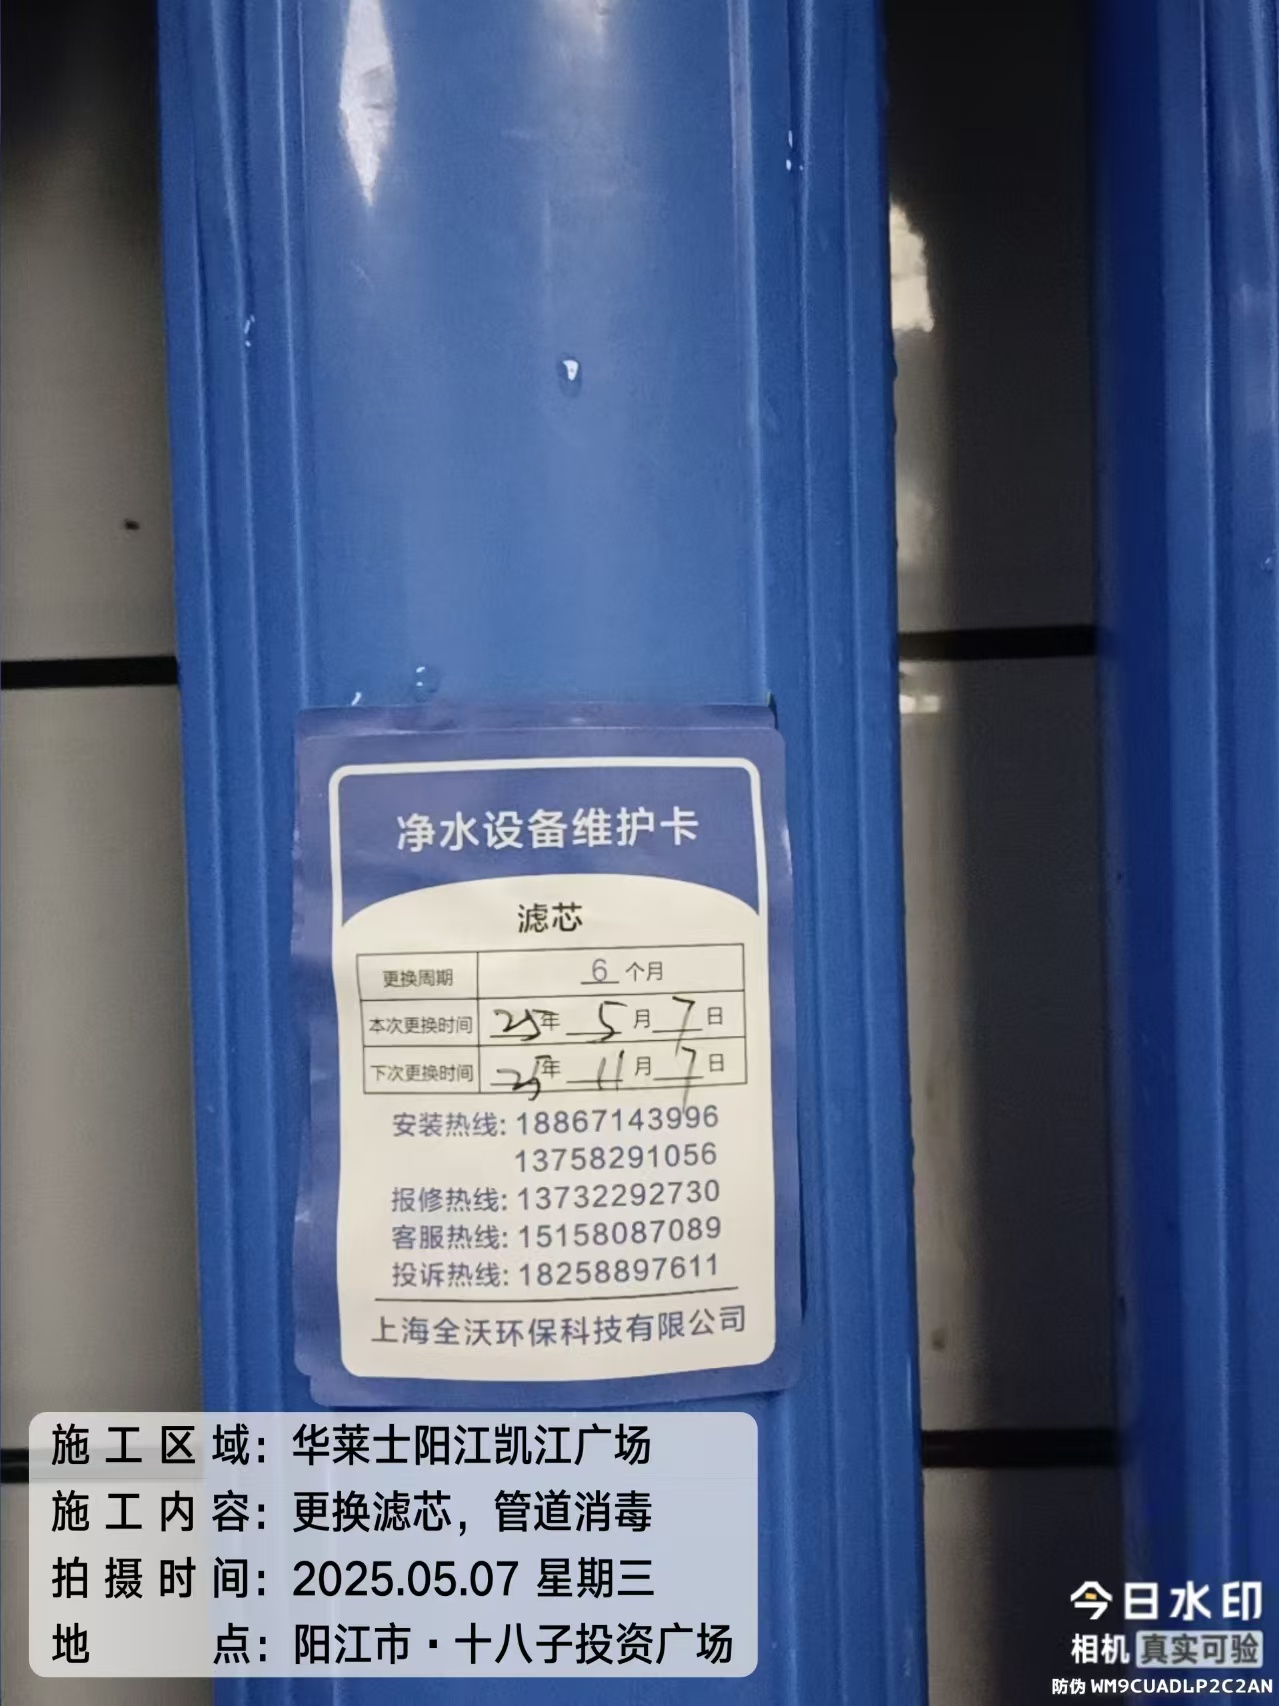 净水设备维护卡
滤芯
更换周期 6 个月
本次更换时间 25年 5 月 7 日
下次更换时间 25年 11 月 7 日
安装热线: 18867143996
13758291056
报修热线: 13732292730
客服热线: 15158087089
投诉热线: 18258897611
上海全沃环保科技有限公司
施工区域: 华莱士阳江凯江广场
施工内容: 更换滤芯，管道消毒
拍摄时间: 2025.05.07 星期三
地点: 阳江市·十八子投资广场
今日水印
相机 真实可验
防伪 WM9CUADLP2C2AN